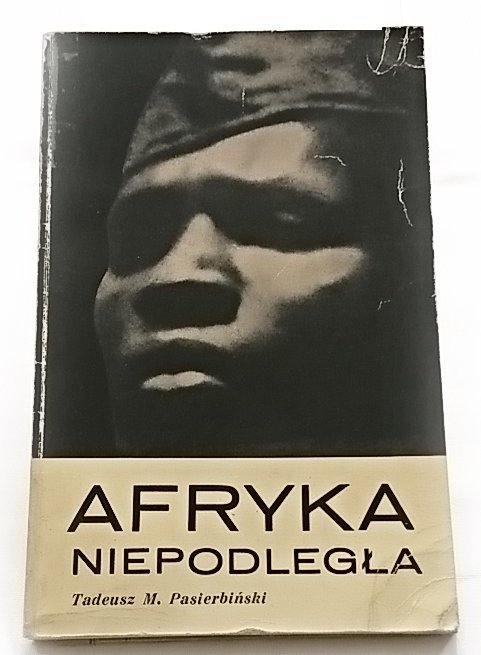 AFRYKA
NIEPODLEGŁA
Tadeusz M. Pasierbiński